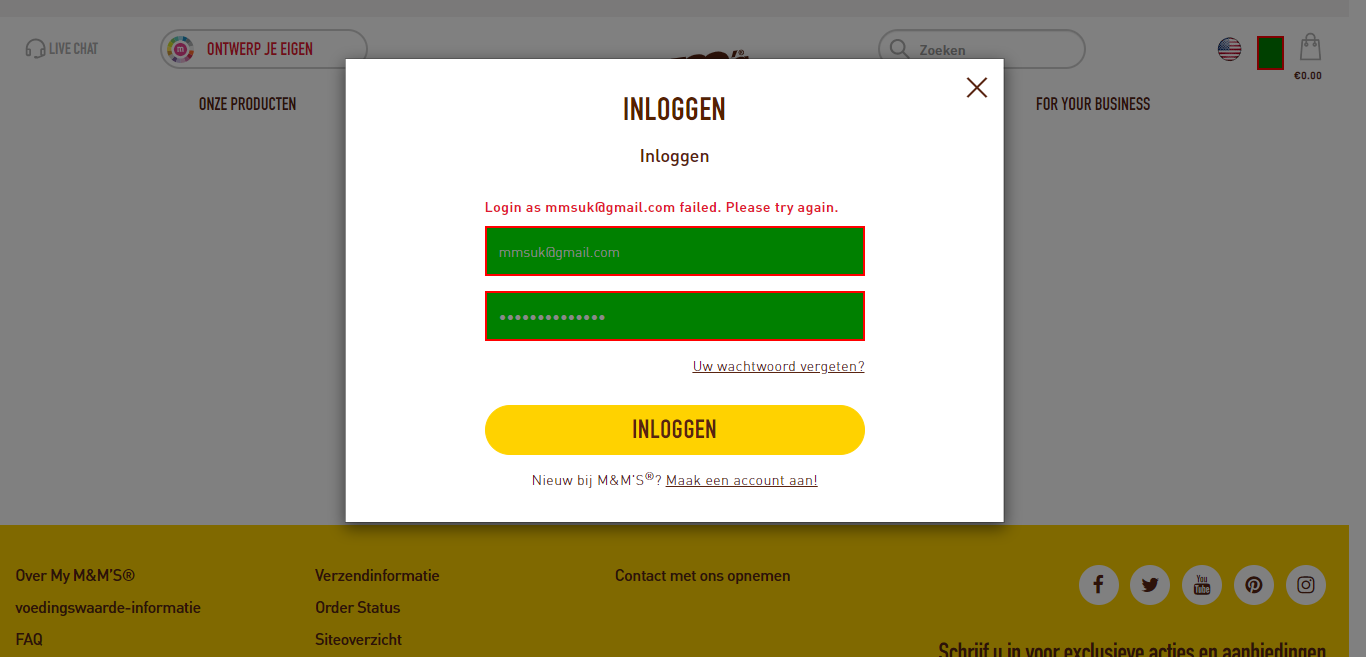 LIVE CHAT
ONTWERP JE EIGEN
Zoeken
€0.00
ONZE PRODUCTEN
FOR YOUR BUSINESS
INLOGGEN
Inloggen
Login as mmsuk@gmail.com failed. Please try again.
mmsuk@gmail.com
••••••••••••••
Uw wachtwoord vergeten?
INLOGGEN
Nieuw bij M&M'S®? Maak een account aan!
Over My M&M'S®
Verzendinformatie
Contact met ons opnemen
voedingswaarde-informatie
Order Status
FAQ
Siteoverzicht
You Tube
Schrijf u in voor exclusieve acties en aanbiedingen